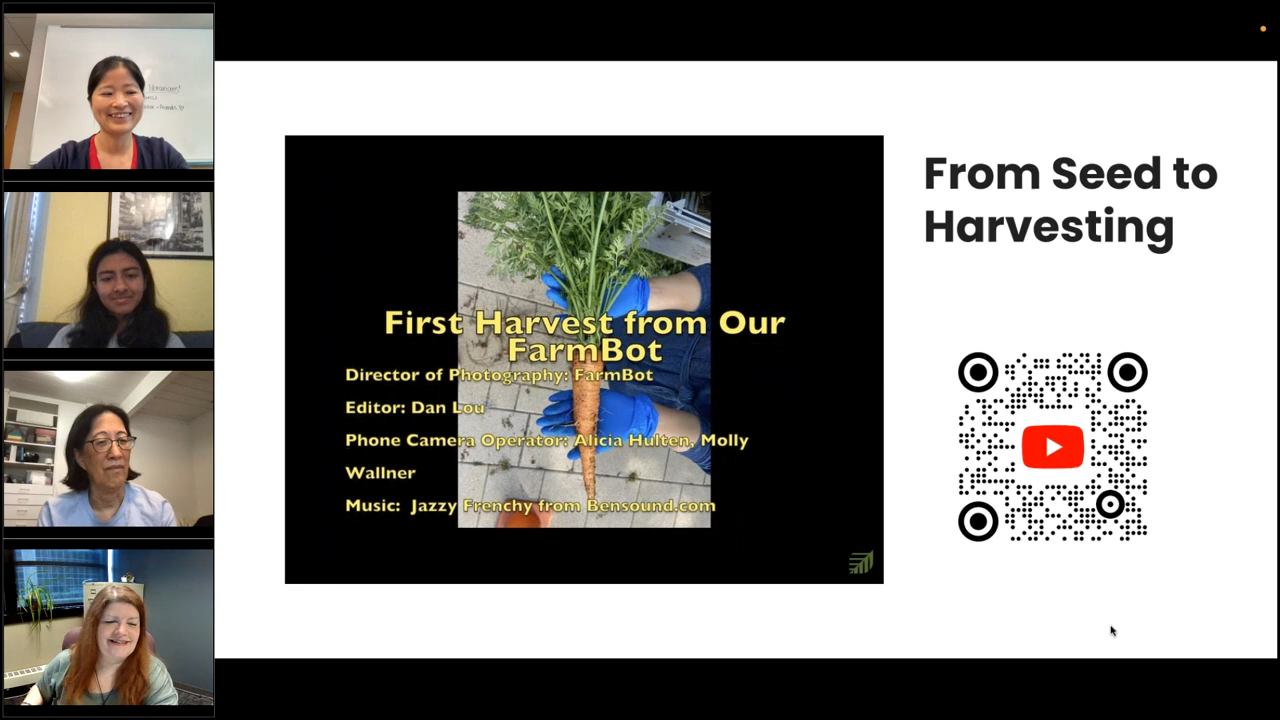 From Seed to
Harvesting
First Harvest from Our
FarmBot
Director of Photography: FarmBot
Editor: Dan Lou
Phone Camera Operator: Alicia Hulten, Molly
Wallner
Music: Jazzy Frenchy from Bensound.com